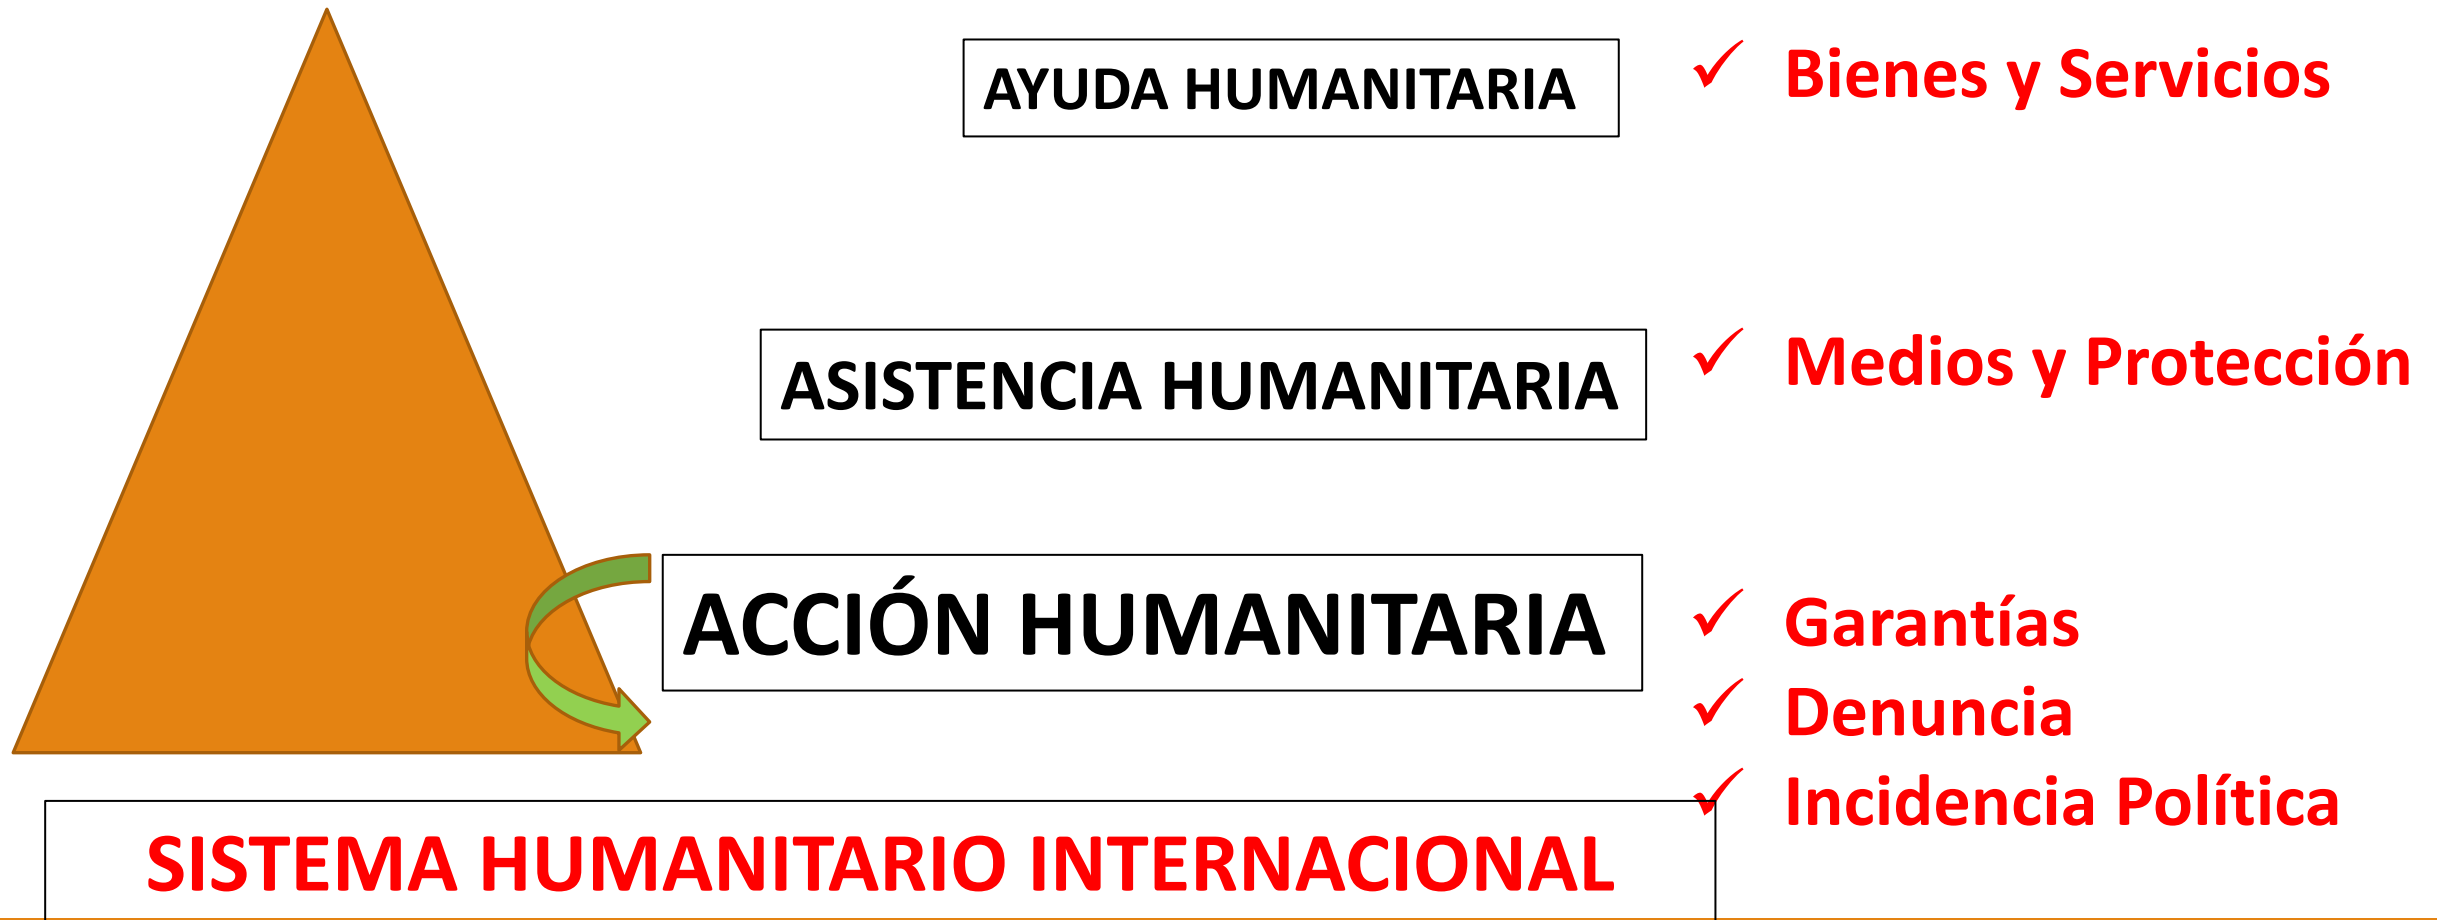 AYUDA HUMANITARIA
✓ Bienes y Servicios
ASISTENCIA HUMANITARIA
✓ Medios y Protección
ACCIÓN HUMANITARIA
✓ Garantías
✓ Denuncia
✓ Incidencia Política
SISTEMA HUMANITARIO INTERNACIONAL